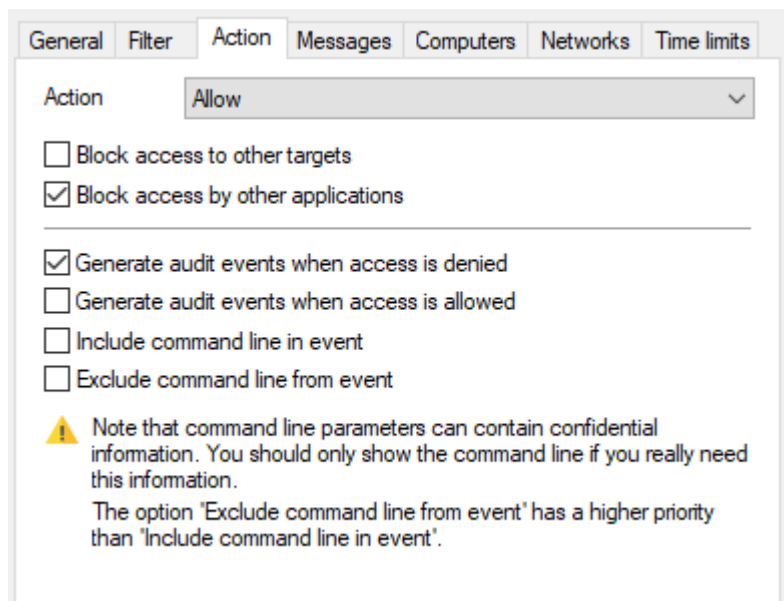 General Filter Action Messages Computers Networks Time limits
Action Allow
Block access to other targets
Block access by other applications
Generate audit events when access is denied
Generate audit events when access is allowed
Include command line in event
Exclude command line from event
Note that command line parameters can contain confidential
information. You should only show the command line if you really need
this information.
The option "Exclude command line from event" has a higher priority
than "Include command line in event".